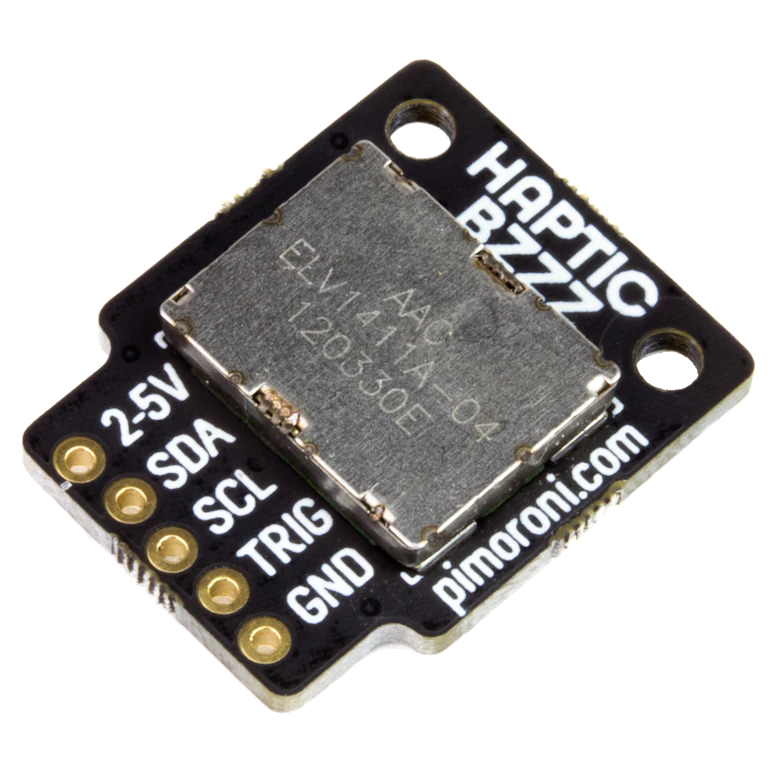 HAPTIC
BZZZ
AAC
ELV1411A-04
120330E
2-5V
SDA
SCL
TRIG
GND
pimoroni.com